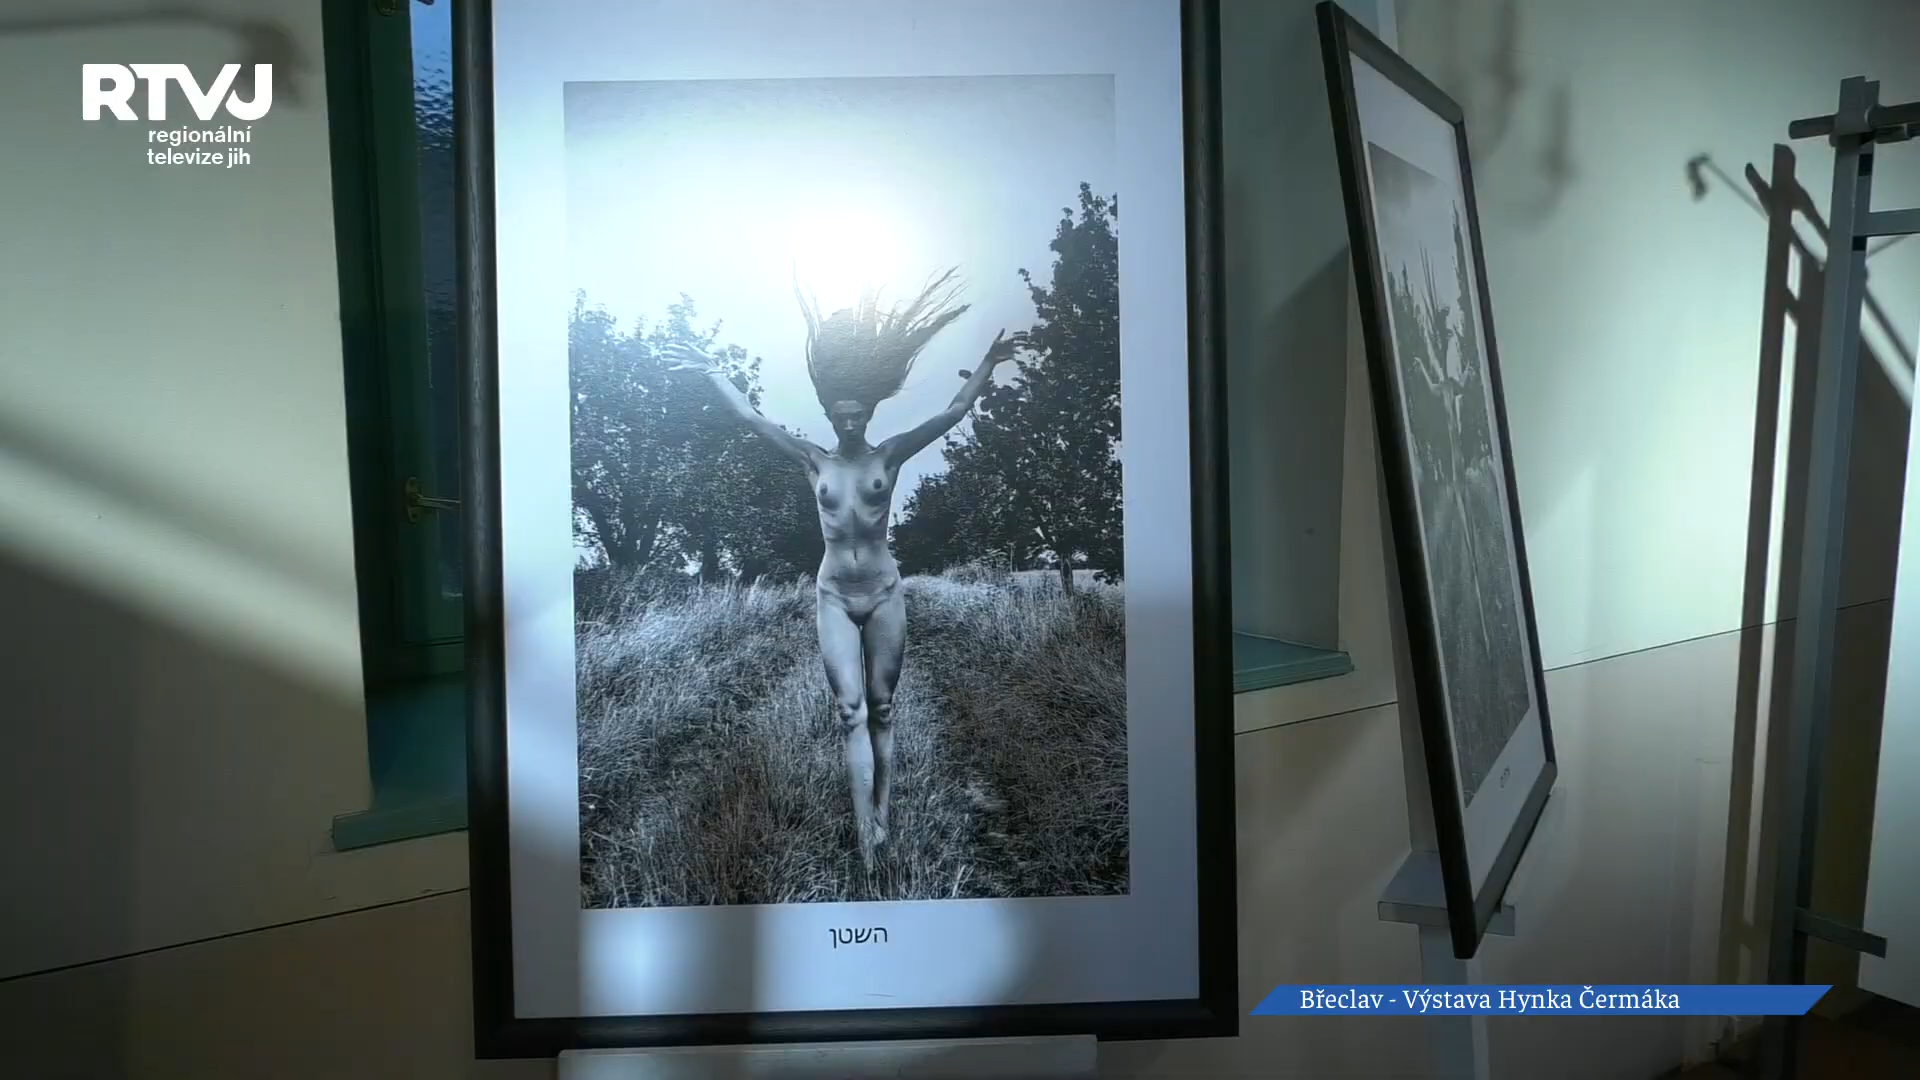 RTVJ
regionální
televize jih
השטן
Břeclav - Výstava Hynka Čermáka